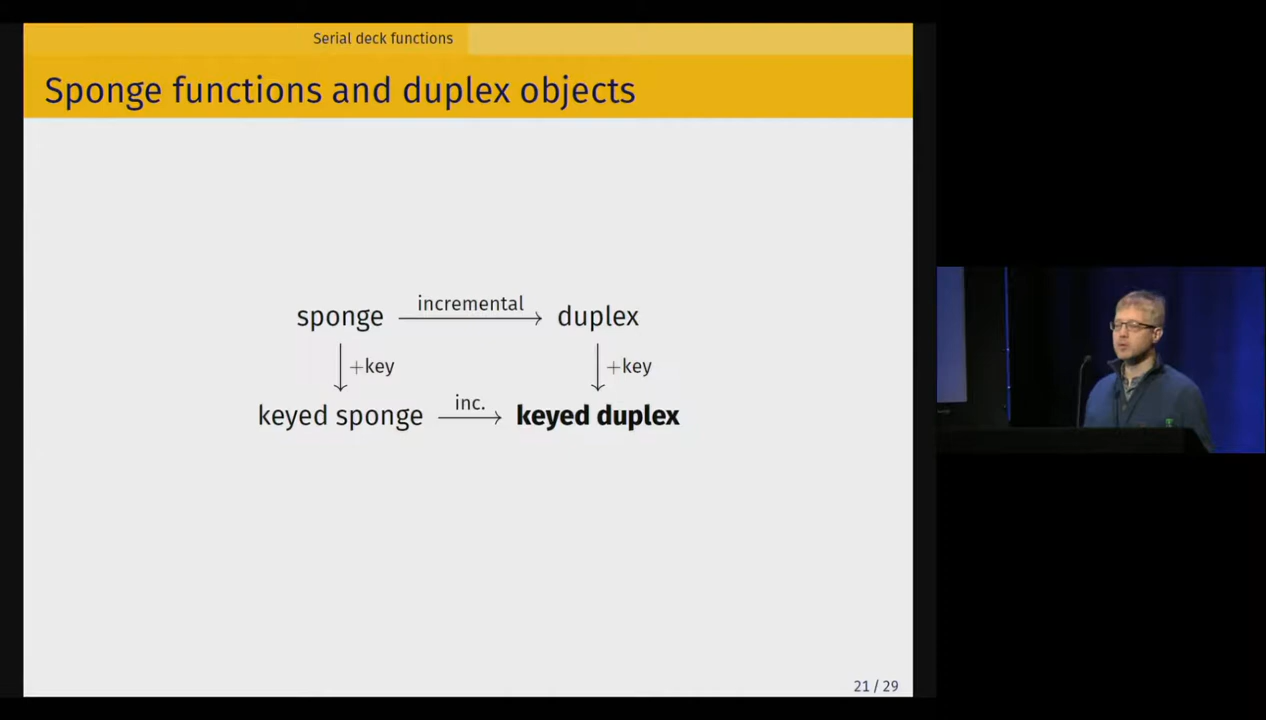 Serial deck functions
Sponge functions and duplex objects
sponge incremental duplex
+key +key
keyed sponge inc. keyed duplex
21 / 29